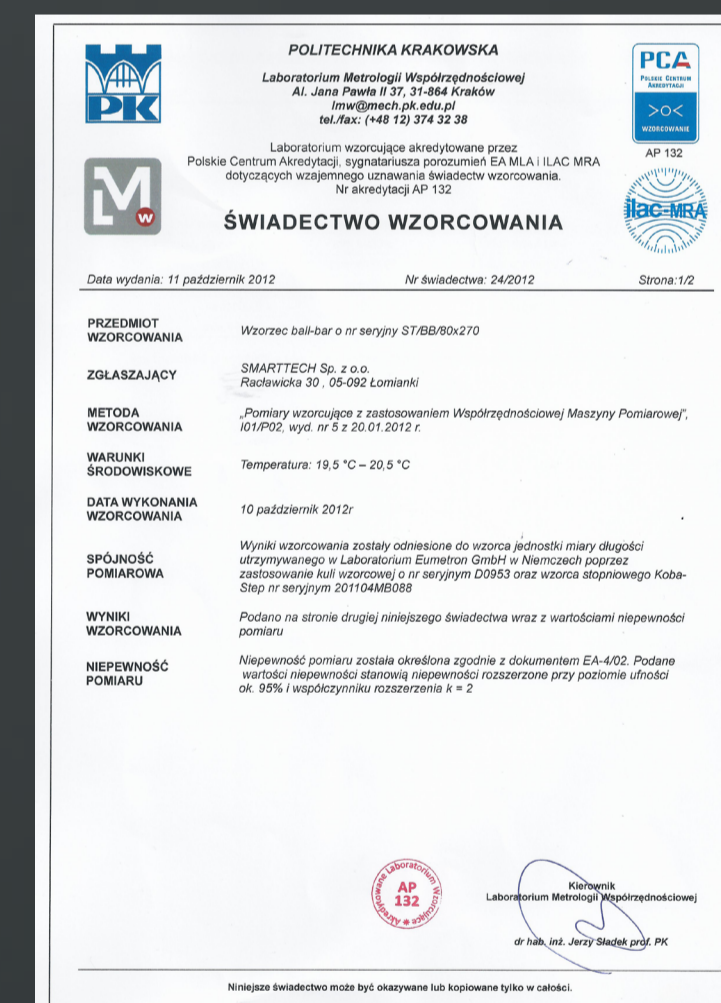 POLITECHNIKA KRAKOWSKA
Laboratorium Metrologii Współrzędnościowej
Al. Jana Pawła II 37, 31-864 Kraków
lmw@mech.pk.edu.pl
tel./fax: (+48 12) 374 32 38
PK
PCA
POLSKIE CENTRUM
AKREDYTACJI
WZORCOWANIE
AP 132
Laboratorium wzorcujące akredytowane przez
Polskie Centrum Akredytacji, sygnatariusza porozumień EA MLA i ILAC MRA
dotyczących wzajemnego uznawania świadectw wzorcowania.
Nr akredytacji AP 132
LM w
ilac-MRA
ŚWIADECTWO WZORCOWANIA
Data wydania: 11 październik 2012 Nr świadectwa: 24/2012 Strona:1/2
PRZEDMIOT
WZORCOWANIA
Wzorzec ball-bar o nr seryjny ST/BB/80x270
ZGŁASZAJĄCY
SMARTTECH Sp. z o.o.
Racławicka 30 , 05-092 Łomianki
METODA
WZORCOWANIA
„Pomiary wzorcujące z zastosowaniem Współrzędnościowej Maszyny Pomiarowej",
I01/P02, wyd. nr 5 z 20.01.2012 r.
WARUNKI
ŚRODOWISKOWE
Temperatura: 19,5 °C – 20,5 °C
DATA WYKONANIA
WZORCOWANIA
10 październik 2012r
SPÓJNOŚĆ
POMIAROWA
Wyniki wzorcowania zostały odniesione do wzorca jednostki miary długości
utrzymywanego w Laboratorium Eumetron GmbH w Niemczech poprzez
zastosowanie kuli wzorcowej o nr seryjnym D0953 oraz wzorca stopniowego Koba-
Step nr seryjnym 201104MB088
WYNIKI
WZORCOWANIA
Podano na stronie drugiej niniejszego świadectwa wraz z wartościami niepewności
pomiaru
NIEPEWNOŚĆ
POMIARU
Niepewność pomiaru została określona zgodnie z dokumentem EA-4/02. Podane
wartości niepewności stanowią niepewności rozszerzone przy poziomie ufności
ok. 95% i współczynniku rozszerzenia k = 2
Akredytowane Laboratorium Wzorcujące
AP
132
Kierownik
Laboratorium Metrologii Współrzędnościowej
dr hab. inż. Jerzy Sładek prof. PK
Niniejsze świadectwo może być okazywane lub kopiowane tylko w całości.